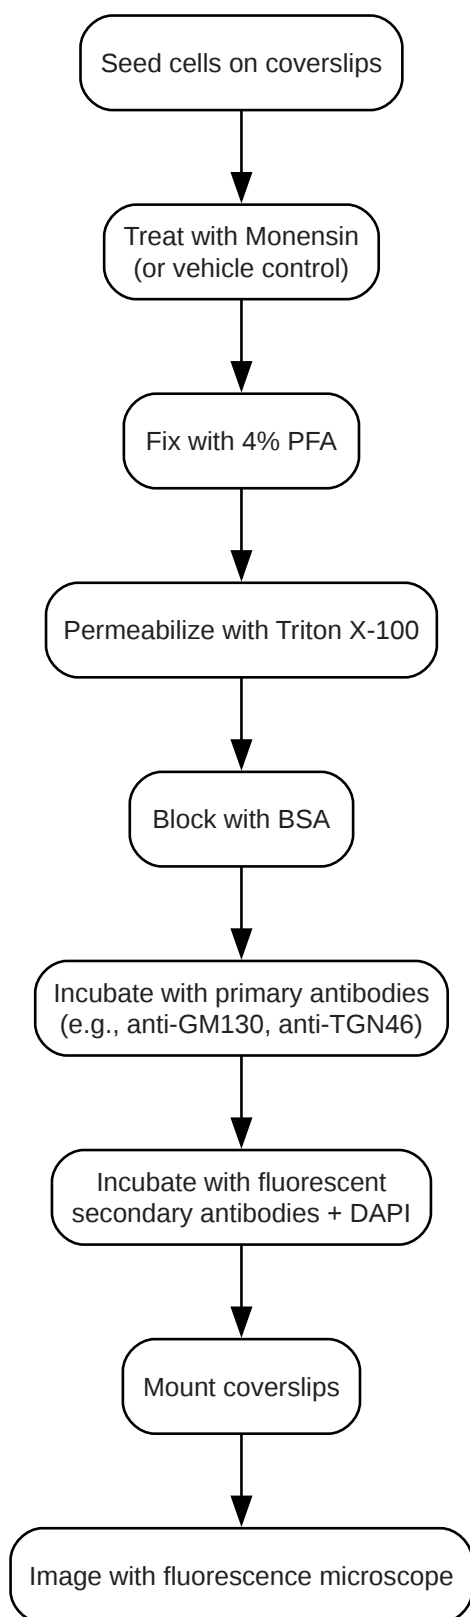 Seed cells on coverslips
Treat with Monensin
(or vehicle control)
Fix with 4% PFA
Permeabilize with Triton X-100
Block with BSA
Incubate with primary antibodies
(e.g., anti-GM130, anti-TGN46)
Incubate with fluorescent
secondary antibodies + DAPI
Mount coverslips
Image with fluorescence microscope